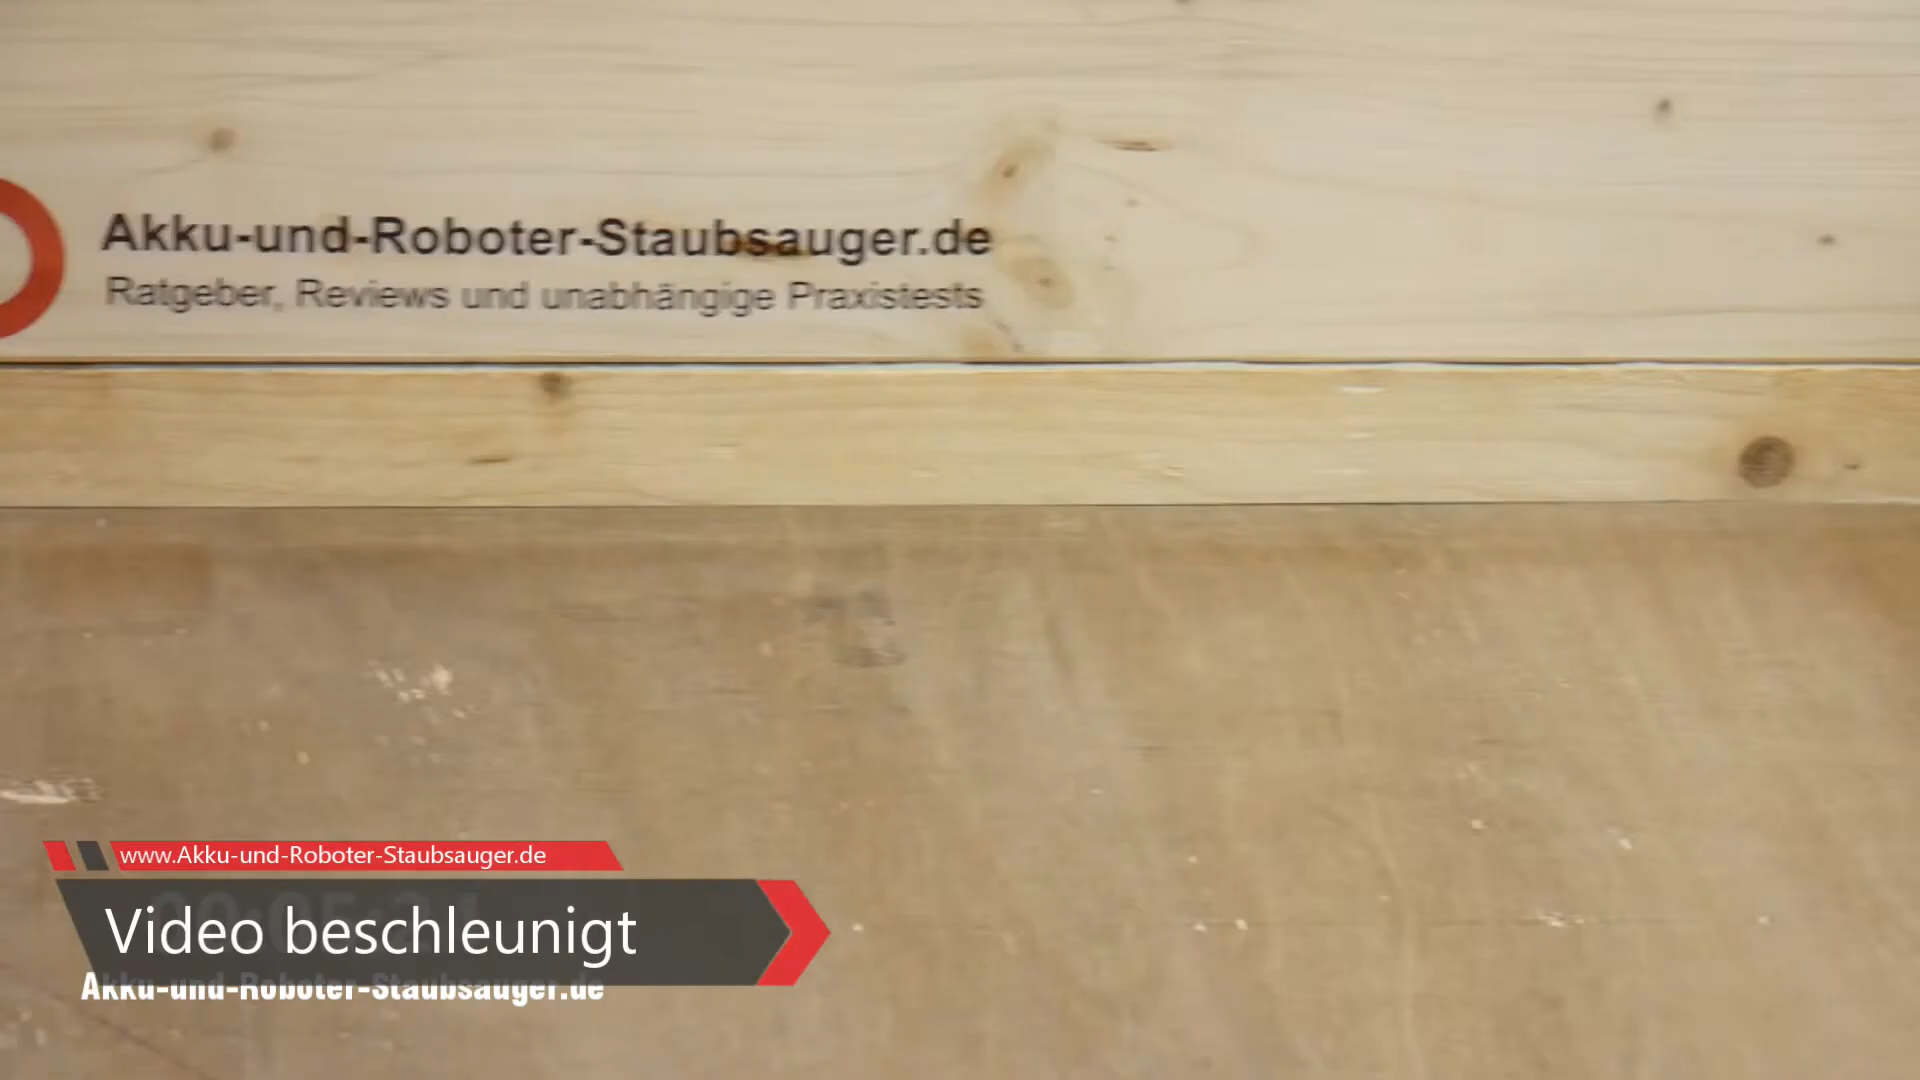 Akku-und-Roboter-Staubsauger.de
Ratgeber, Reviews und unabhängige Praxistests
www.Akku-und-Roboter-Staubsauger.de
Video beschleunigt
Akku-und-Roboter-Staubsauger.de